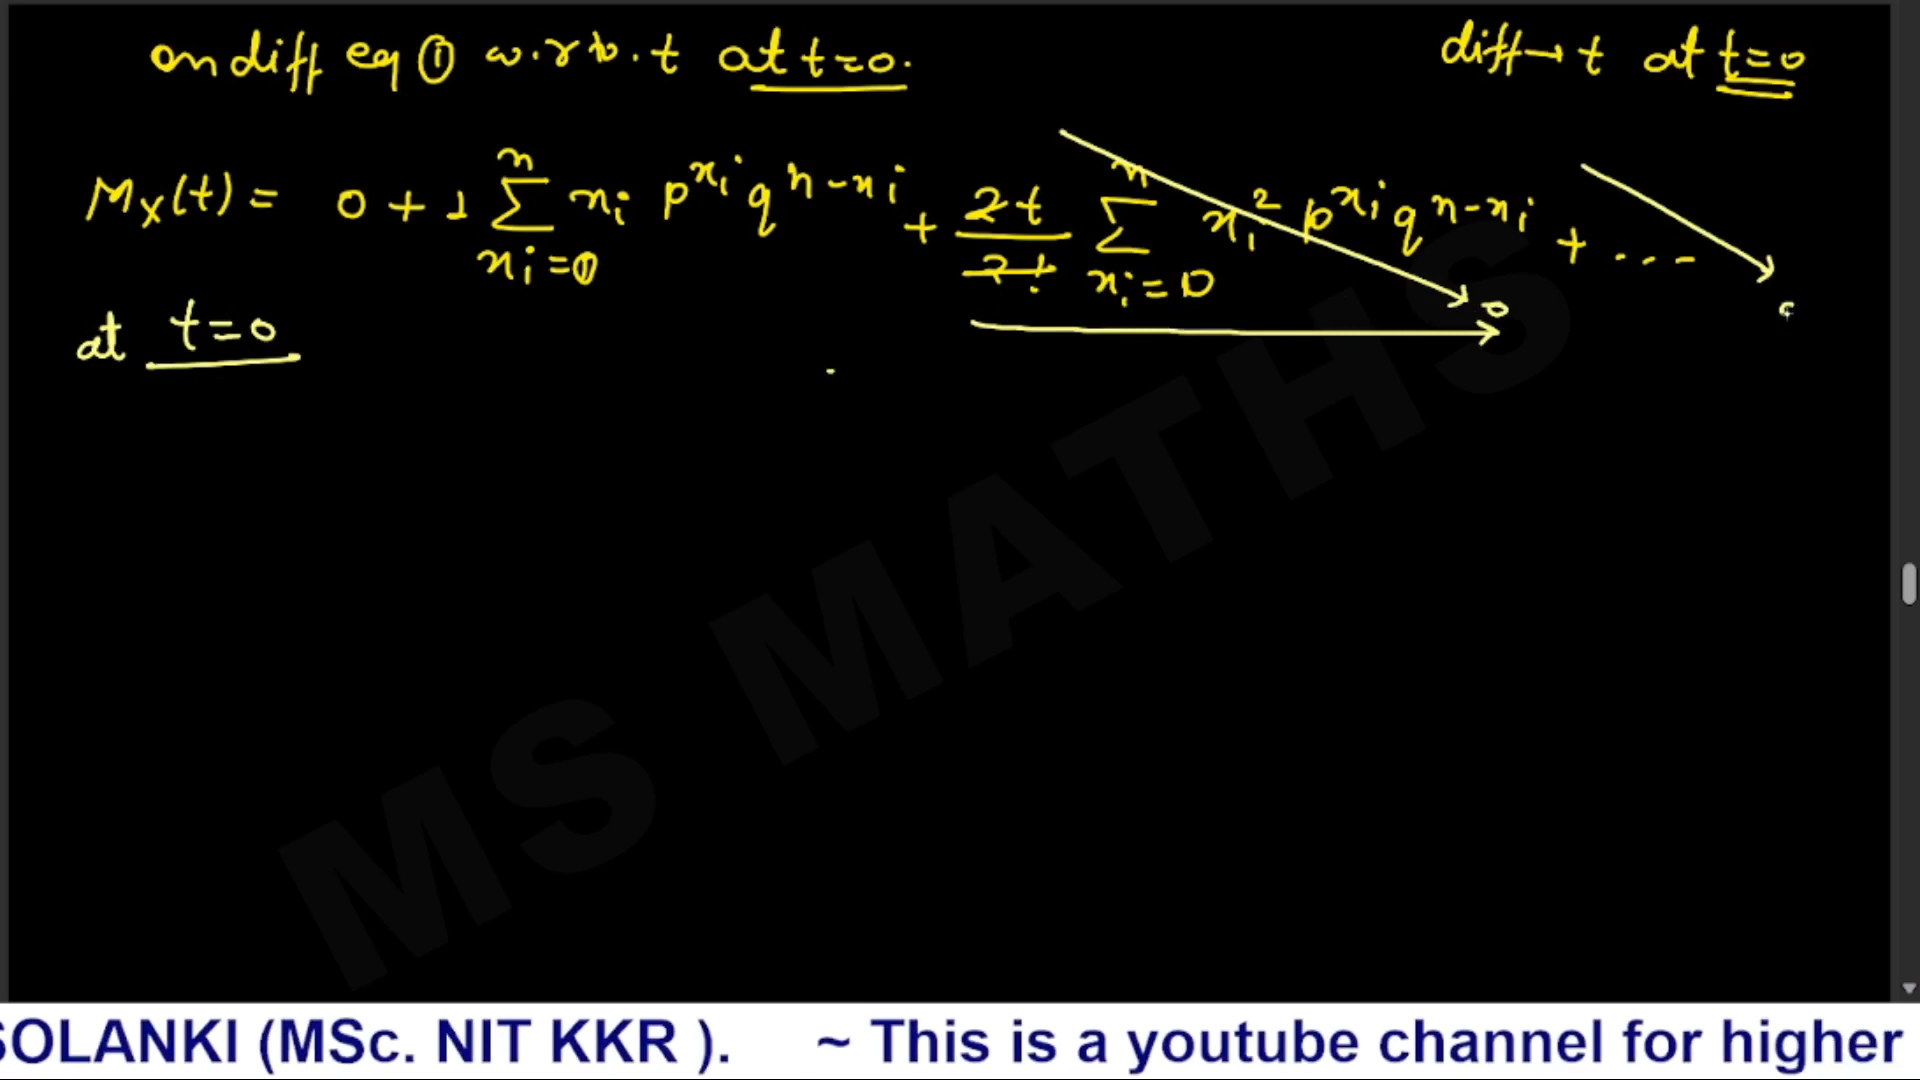 on diff eq ① w.r.to.t at t=0.
diff→t at t=0
Mx(t) = 0 + 1 ∑_{xi=0}^{n} xi p^{xi} q^{n-xi} + 2t/2! ∑_{xi=0}^{n} xi² p^{xi} q^{n-xi} + ...
0
at t=0
MS MATHS
SOLANKI (MSc. NIT KKR ). ~ This is a youtube channel for higher